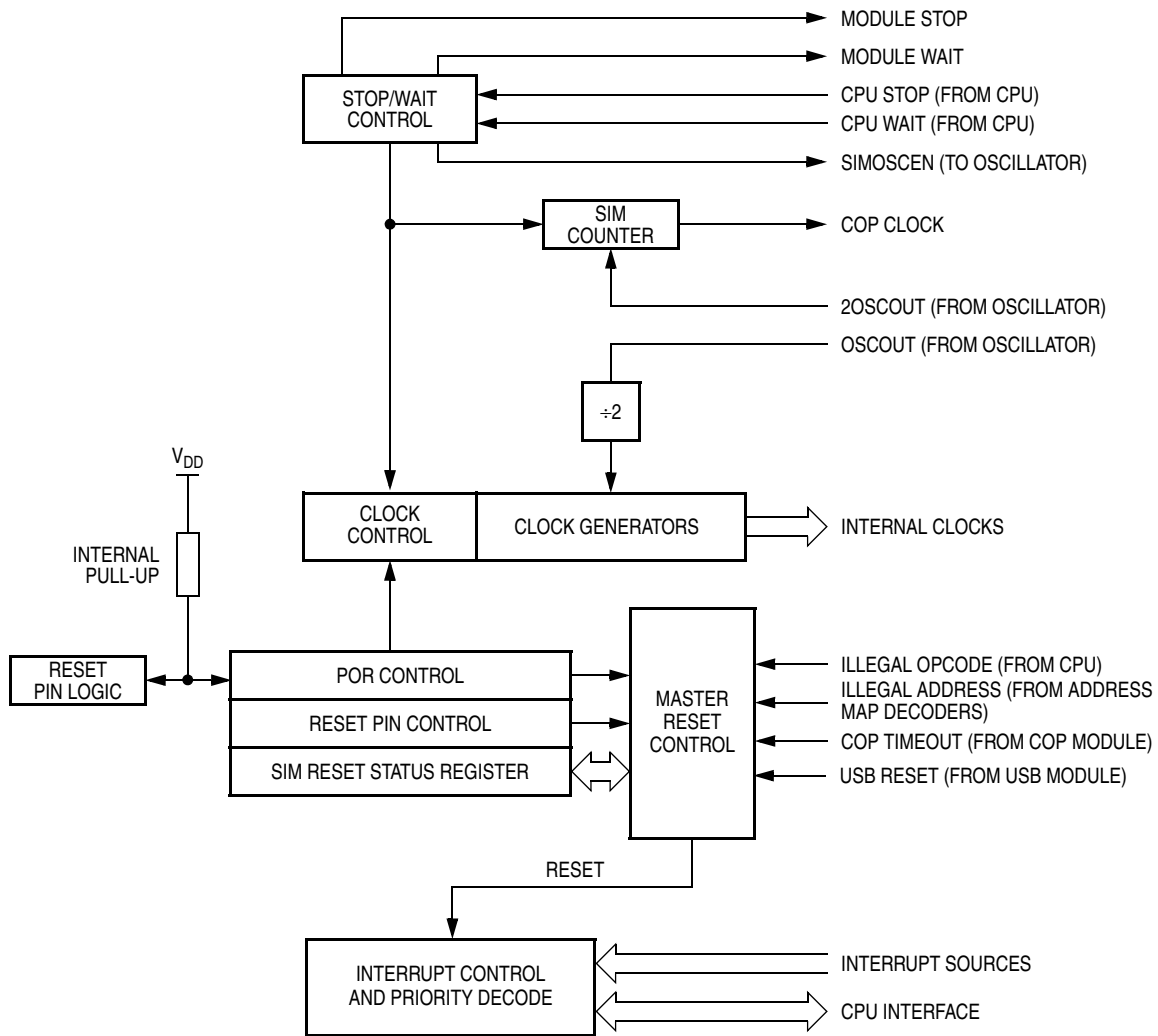 MODULE STOP
MODULE WAIT
STOP/WAIT
CONTROL
CPU STOP (FROM CPU)
CPU WAIT (FROM CPU)
SIMOSCEN (TO OSCILLATOR)
SIM
COUNTER
COP CLOCK
2OSCOUT (FROM OSCILLATOR)
OSCOUT (FROM OSCILLATOR)
÷2
VDD
INTERNAL
PULL-UP
CLOCK
CONTROL
CLOCK GENERATORS
INTERNAL CLOCKS
RESET
PIN LOGIC
POR CONTROL
RESET PIN CONTROL
SIM RESET STATUS REGISTER
MASTER
RESET
CONTROL
ILLEGAL OPCODE (FROM CPU)
ILLEGAL ADDRESS (FROM ADDRESS
MAP DECODERS)
COP TIMEOUT (FROM COP MODULE)
USB RESET (FROM USB MODULE)
RESET
INTERRUPT CONTROL
AND PRIORITY DECODE
INTERRUPT SOURCES
CPU INTERFACE